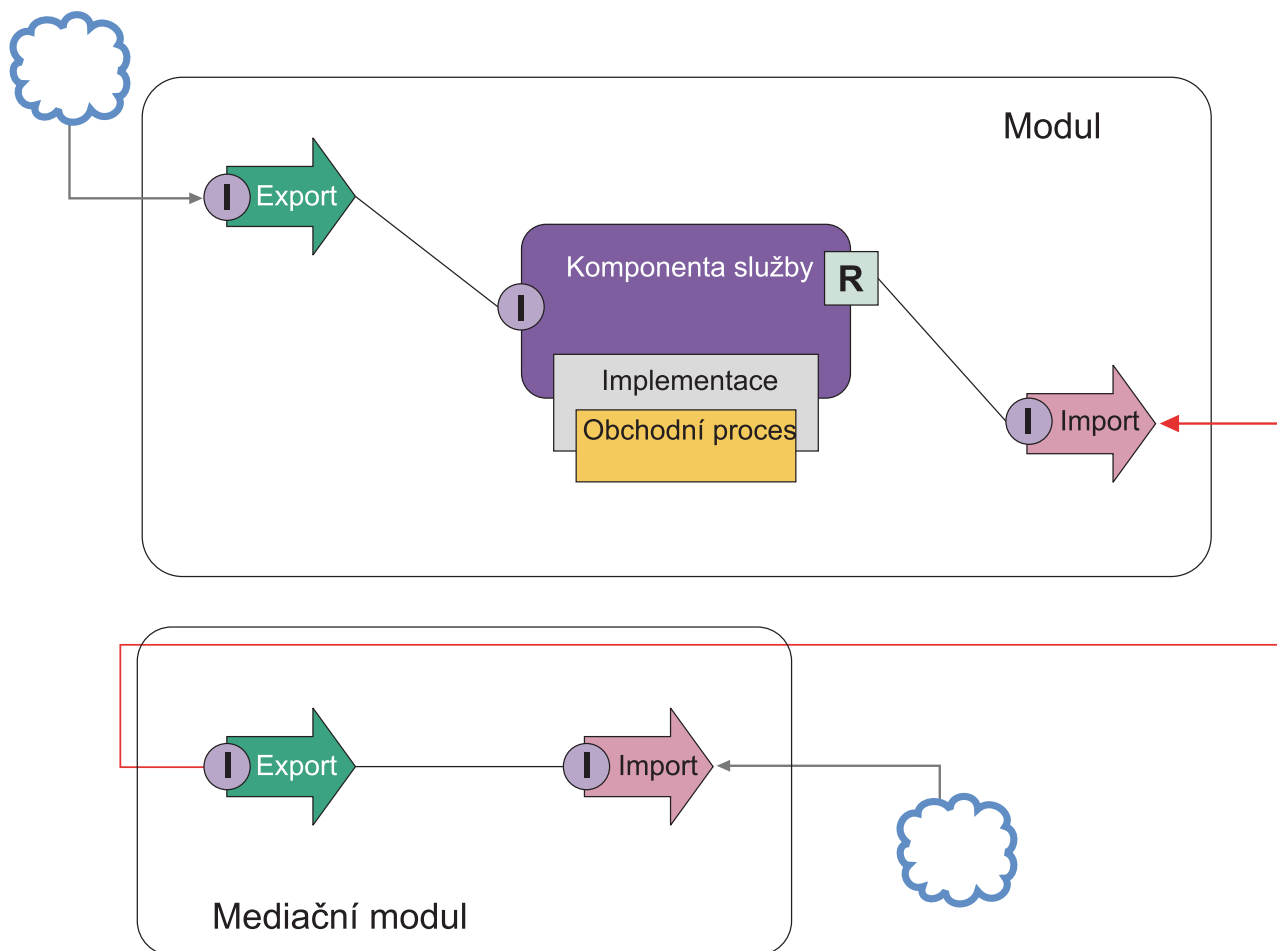 Modul
I Export
Komponenta služby
R
I
Implementace
Obchodní proces
I Import
I Export
I Import
Mediační modul